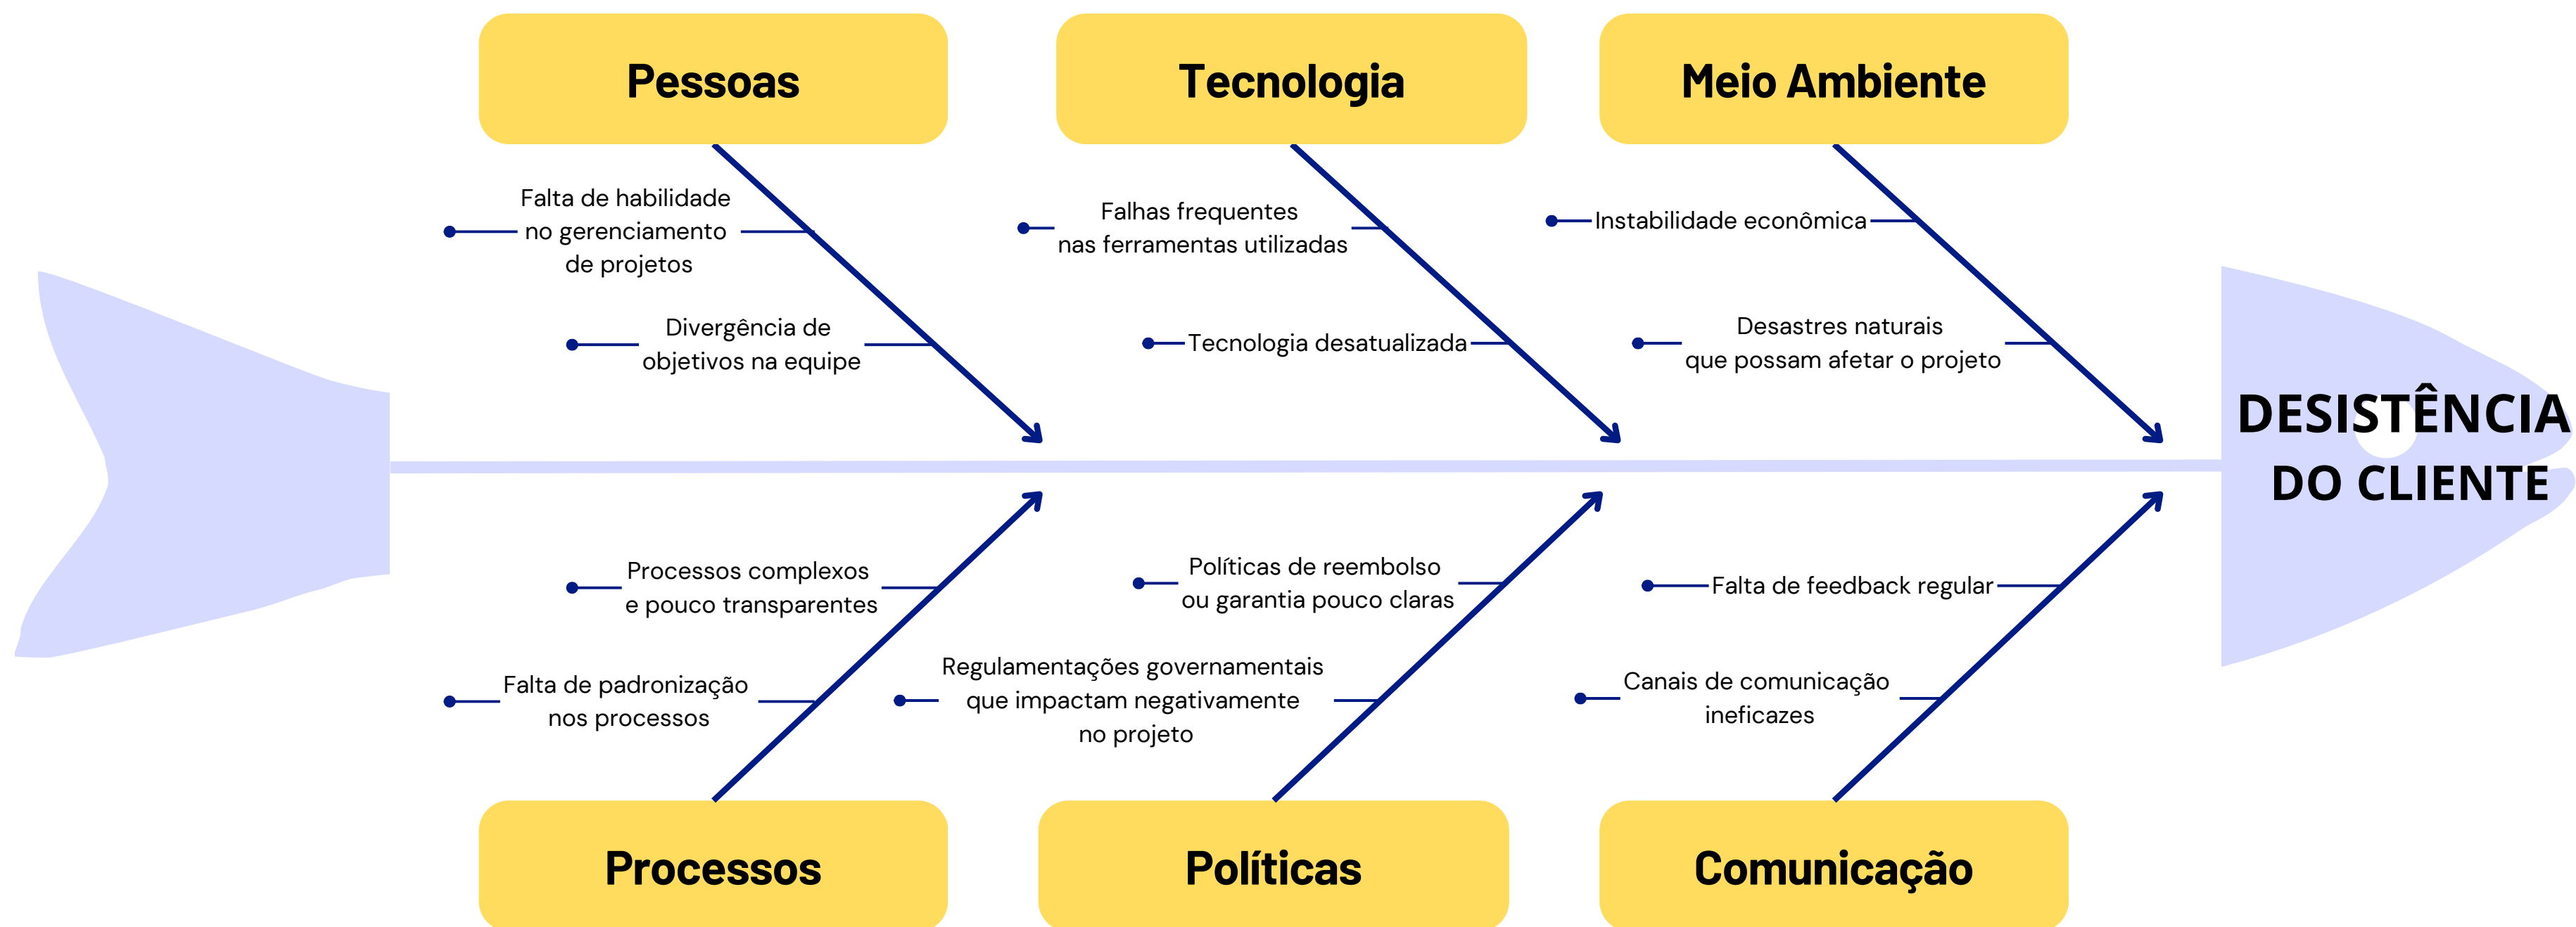 Pessoas
Tecnologia
Meio Ambiente
Falta de habilidade
no gerenciamento
de projetos
Divergência de
objetivos na equipe
Falhas frequentes
nas ferramentas utilizadas
Tecnologia desatualizada
Instabilidade econômica
Desastres naturais
que possam afetar o projeto
DESISTÊNCIA
DO CLIENTE
Processos complexos
e pouco transparentes
Falta de padronização
nos processos
Políticas de reembolso
ou garantia pouco claras
Regulamentações governamentais
que impactam negativamente
no projeto
Falta de feedback regular
Canais de comunicação
ineficazes
Processos
Políticas
Comunicação